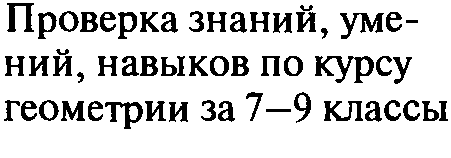 Проверка знаний, уме-
ний, навыков по курсу
геометрии за 7—9 классы